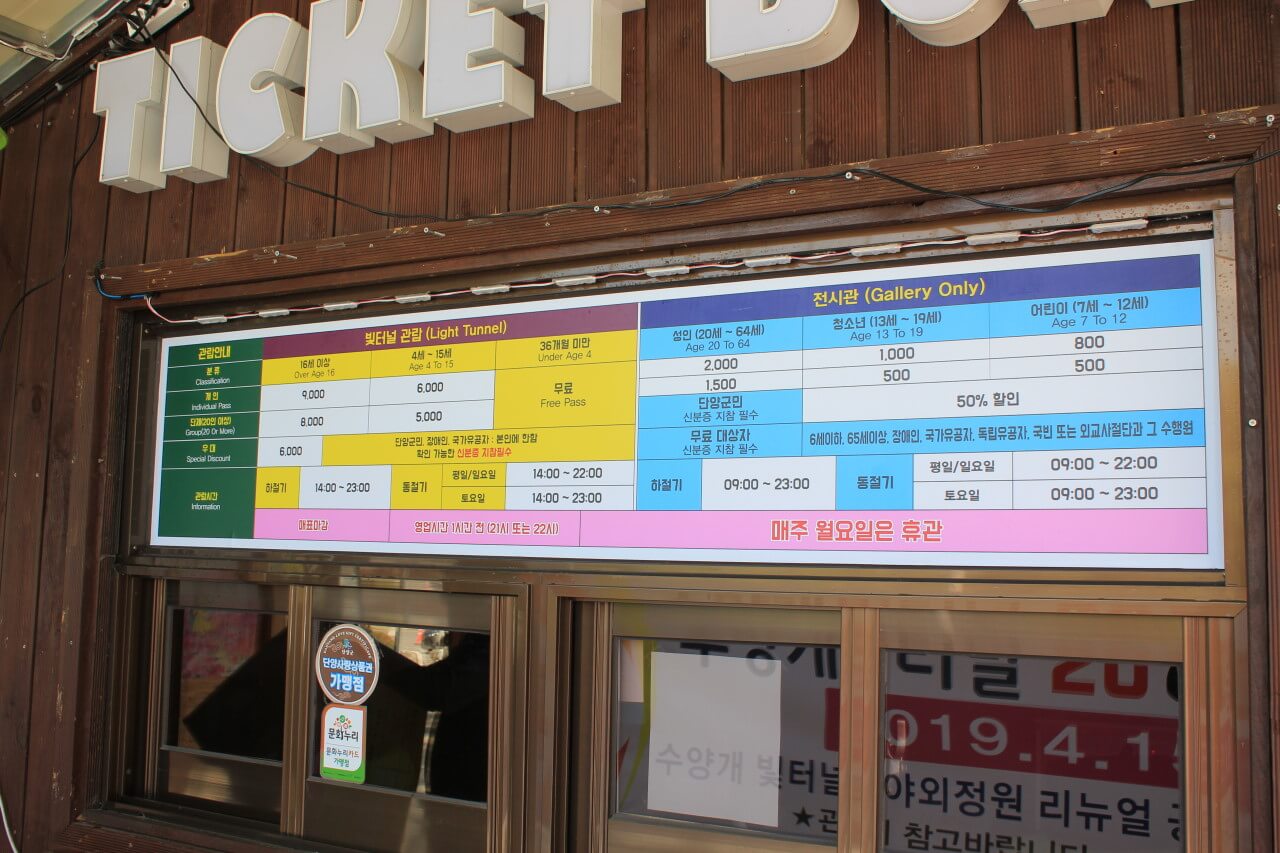 TICKET BOX
빛터널 관람 (Light Tunnel)
전시관 (Gallery Only)
관람안내
분 류
Classification
16세 이상
Over Age 16
4세 ~ 15세
Age 4 To 15
36개월 미만
Under Age 4
성인 (20세 ~ 64세)
Age 20 To 64
청소년 (13세 ~ 19세)
Age 13 To 19
어린이 (7세 ~ 12세)
Age 7 To 12
개 인
Individual Pass
9,000
6,000
무료
Free Pass
2,000
1,000
800
단체(20인 이상)
Group(20 Or More)
8,000
5,000
1,500
500
500
우 대
Special Discount
6,000
단양군민, 장애인, 국가유공자 : 본인에 한함
확인 가능한 신분증 지참필수
단양군민
신분증 지참 필수
50% 할인
무료 대상자
신분증 지참 필수
6세이하, 65세이상, 장애인, 국가유공자, 독립유공자, 국빈 또는 외교사절단과 그 수행원
관람시간
Information
하절기
14:00 ~ 23:00
동절기
평일/일요일
14:00 ~ 22:00
토요일
14:00 ~ 23:00
하절기
09:00 ~ 23:00
동절기
평일/일요일
09:00 ~ 22:00
토요일
09:00 ~ 23:00
매표마감
영업시간 1시간 전 (21시 또는 22시)
매주 월요일은 휴관
단양군
단양사랑상품권
가맹점
문화누리
문화누리카드
가맹점
019.4.15
수양개 빛터널 야외정원 리뉴얼
참고바랍니다